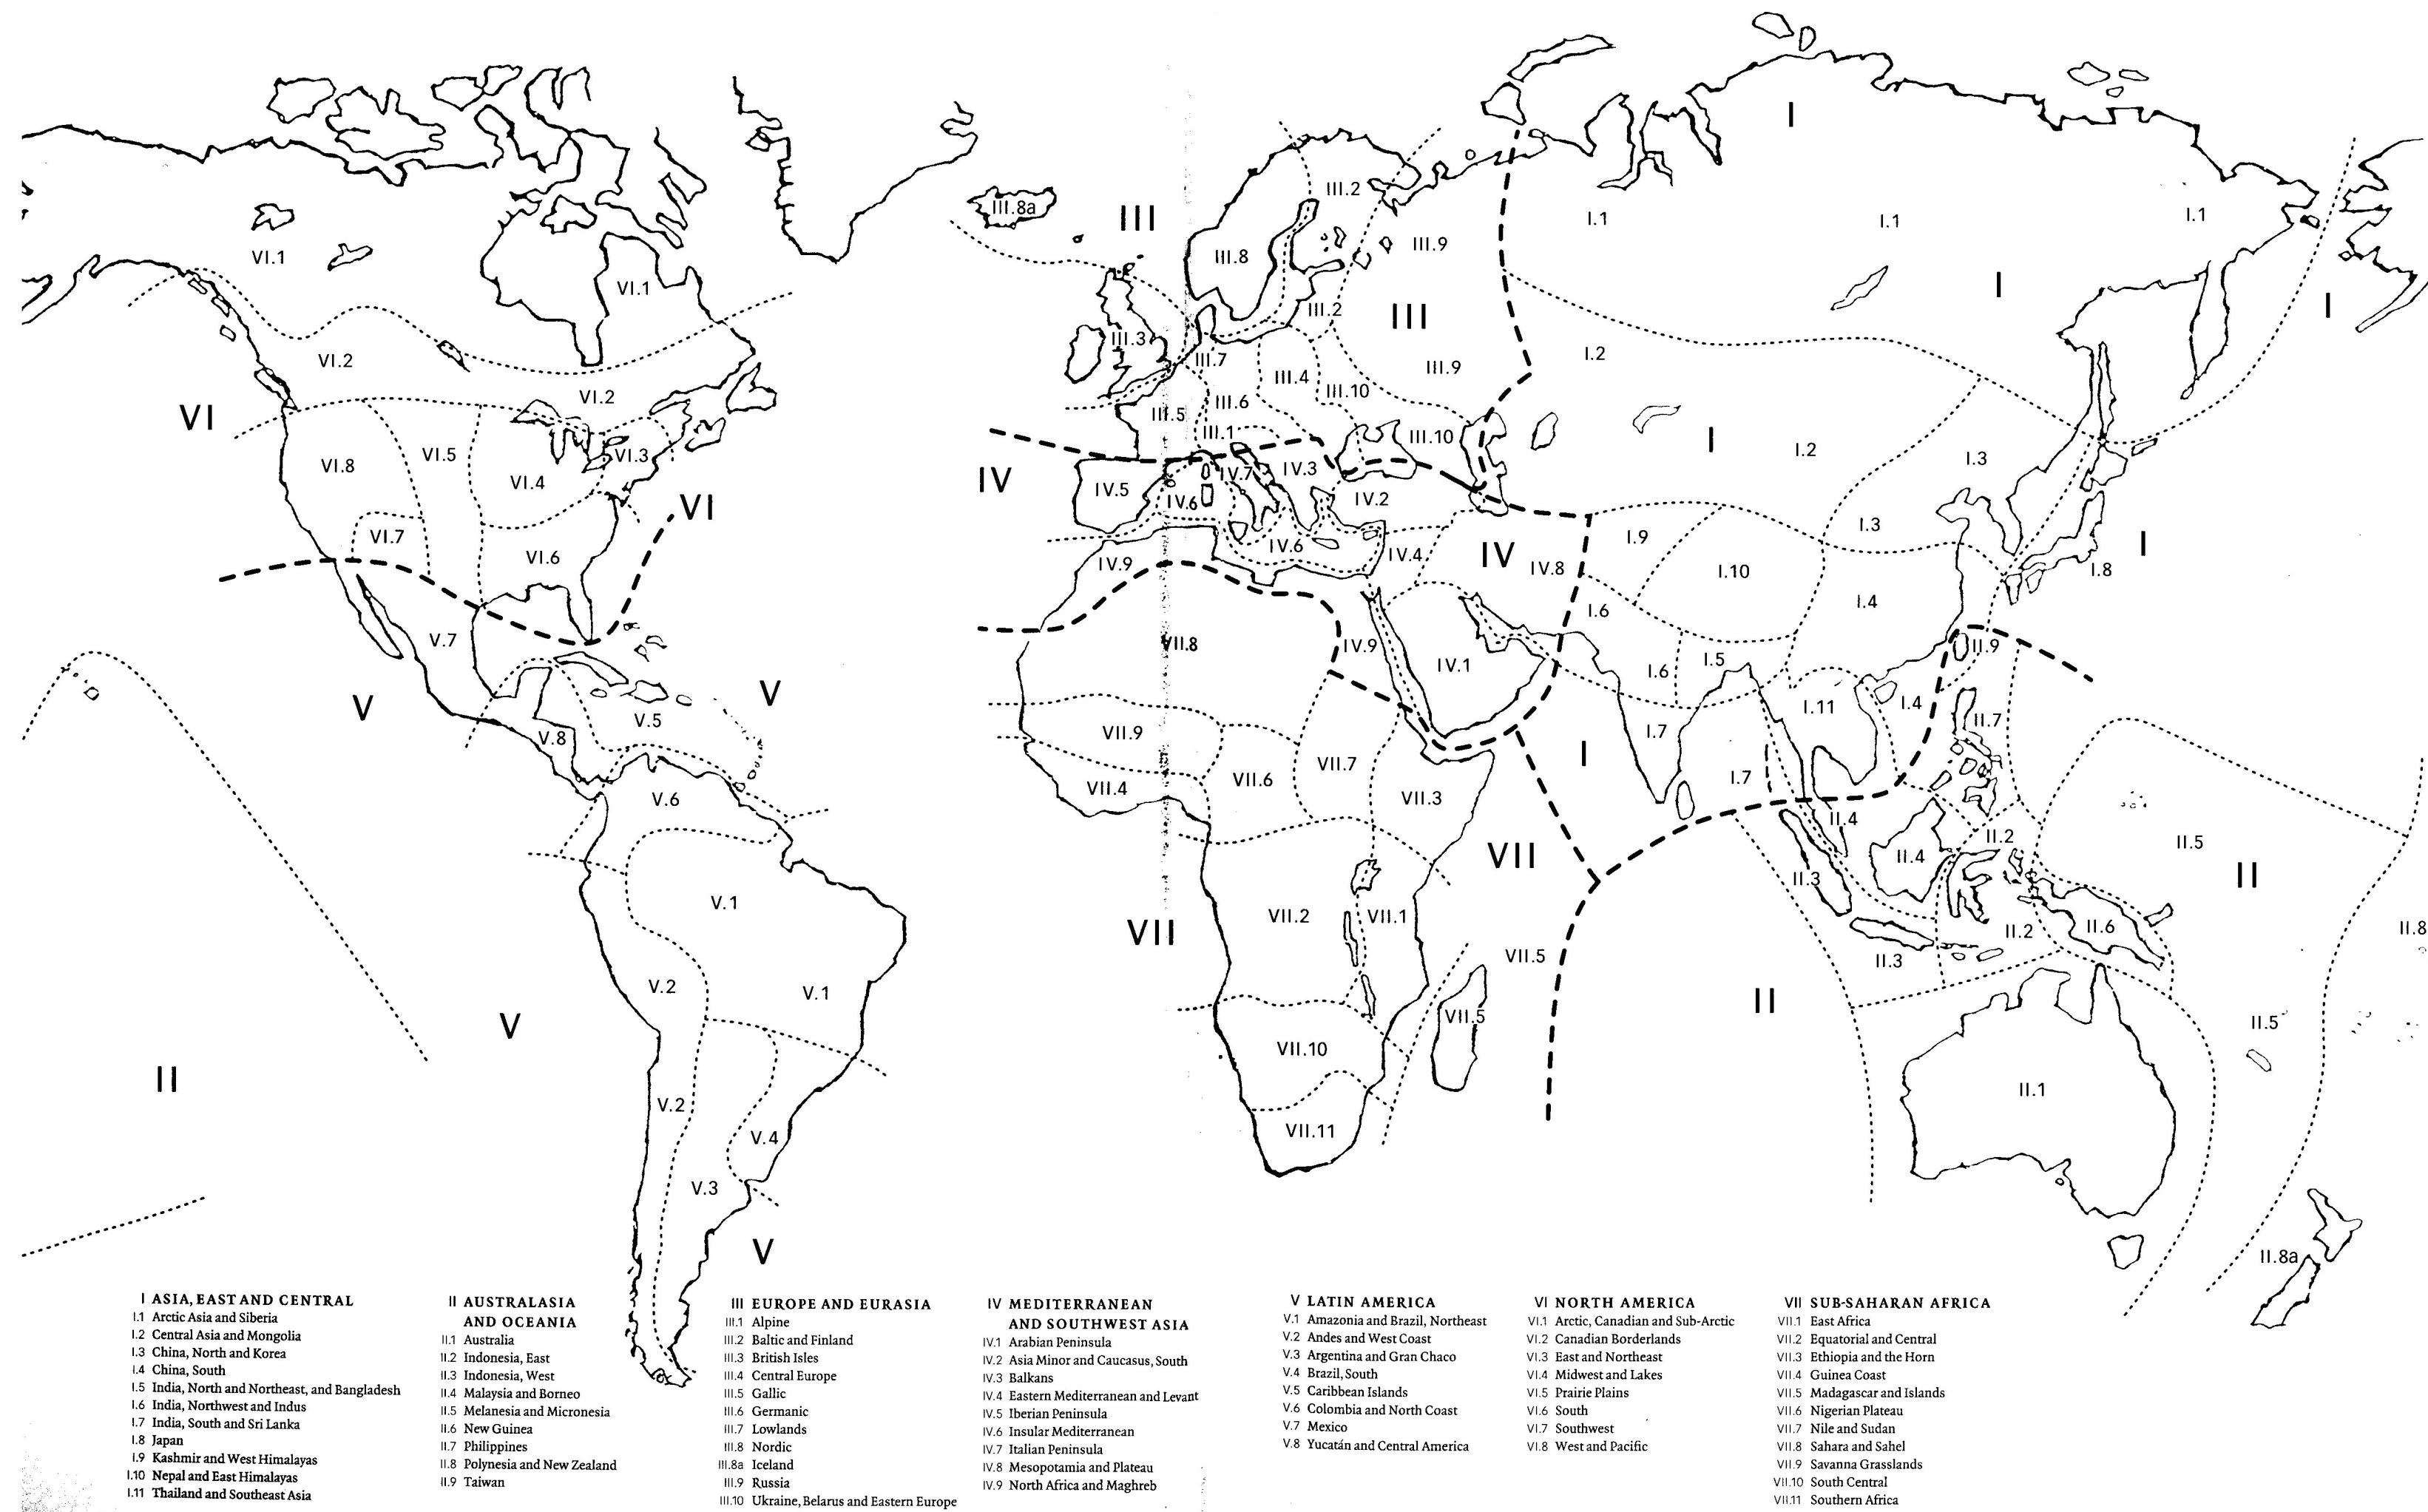 I
III.2
III.8a
III
I.1
I.1
I.1
III.9
III.8
VI.1
VI.1
I
I
III.2
III
III.3
VI.2
III.7
I.2
III.9
III.4
III.10
VI.2
III.6
VI
III.5
III.1
III.10
I
I.2
VI.5
VI.3
I.3
VI.8
IV.3
IV.7
IV
VI.4
IV.5
IV.2
IV.6
VI
I.3
VI.7
I.9
I
IV.6
IV.4
IV
VI.6
IV.9
IV.8
I.10
I.8
I.4
I.6
V.7
VII.8
IV.9
II.9
I.5
IV.1
I.6
V
V
I.4
I.11
V.5
II.7
VII.9
I.7
V.8
I
VII.7
I.7
VII.6
VII.4
V.6
VII.3
II.4
II.2
II.5
VII
II.4
II
II.3
V.1
VII.2
VII.1
II.6
II.8
VII
II.2
VII.5
II.3
V.2
V.1
II
VII.5
II.5
V
VII.10
II
II.1
V.2
VII.11
V.4
V.3
V
II.8a
I ASIA, EAST AND CENTRAL
I.1 Arctic Asia and Siberia
I.2 Central Asia and Mongolia
I.3 China, North and Korea
I.4 China, South
I.5 India, North and Northeast, and Bangladesh
I.6 India, Northwest and Indus
I.7 India, South and Sri Lanka
I.8 Japan
I.9 Kashmir and West Himalayas
I.10 Nepal and East Himalayas
I.11 Thailand and Southeast Asia
II AUSTRALASIA
AND OCEANIA
II.1 Australia
II.2 Indonesia, East
II.3 Indonesia, West
II.4 Malaysia and Borneo
II.5 Melanesia and Micronesia
II.6 New Guinea
II.7 Philippines
II.8 Polynesia and New Zealand
II.9 Taiwan
III EUROPE AND EURASIA
III.1 Alpine
III.2 Baltic and Finland
III.3 British Isles
III.4 Central Europe
III.5 Gallic
III.6 Germanic
III.7 Lowlands
III.8 Nordic
III.8a Iceland
III.9 Russia
III.10 Ukraine, Belarus and Eastern Europe
IV MEDITERRANEAN
AND SOUTHWEST ASIA
IV.1 Arabian Peninsula
IV.2 Asia Minor and Caucasus, South
IV.3 Balkans
IV.4 Eastern Mediterranean and Levant
IV.5 Iberian Peninsula
IV.6 Insular Mediterranean
IV.7 Italian Peninsula
IV.8 Mesopotamia and Plateau
IV.9 North Africa and Maghreb
V LATIN AMERICA
V.1 Amazonia and Brazil, Northeast
V.2 Andes and West Coast
V.3 Argentina and Gran Chaco
V.4 Brazil, South
V.5 Caribbean Islands
V.6 Colombia and North Coast
V.7 Mexico
V.8 Yucatán and Central America
VI NORTH AMERICA
VI.1 Arctic, Canadian and Sub-Arctic
VI.2 Canadian Borderlands
VI.3 East and Northeast
VI.4 Midwest and Lakes
VI.5 Prairie Plains
VI.6 South
VI.7 Southwest
VI.8 West and Pacific
VII SUB-SAHARAN AFRICA
VII.1 East Africa
VII.2 Equatorial and Central
VII.3 Ethiopia and the Horn
VII.4 Guinea Coast
VII.5 Madagascar and Islands
VII.6 Nigerian Plateau
VII.7 Nile and Sudan
VII.8 Sahara and Sahel
VII.9 Savanna Grasslands
VII.10 South Central
VII.11 Southern Africa